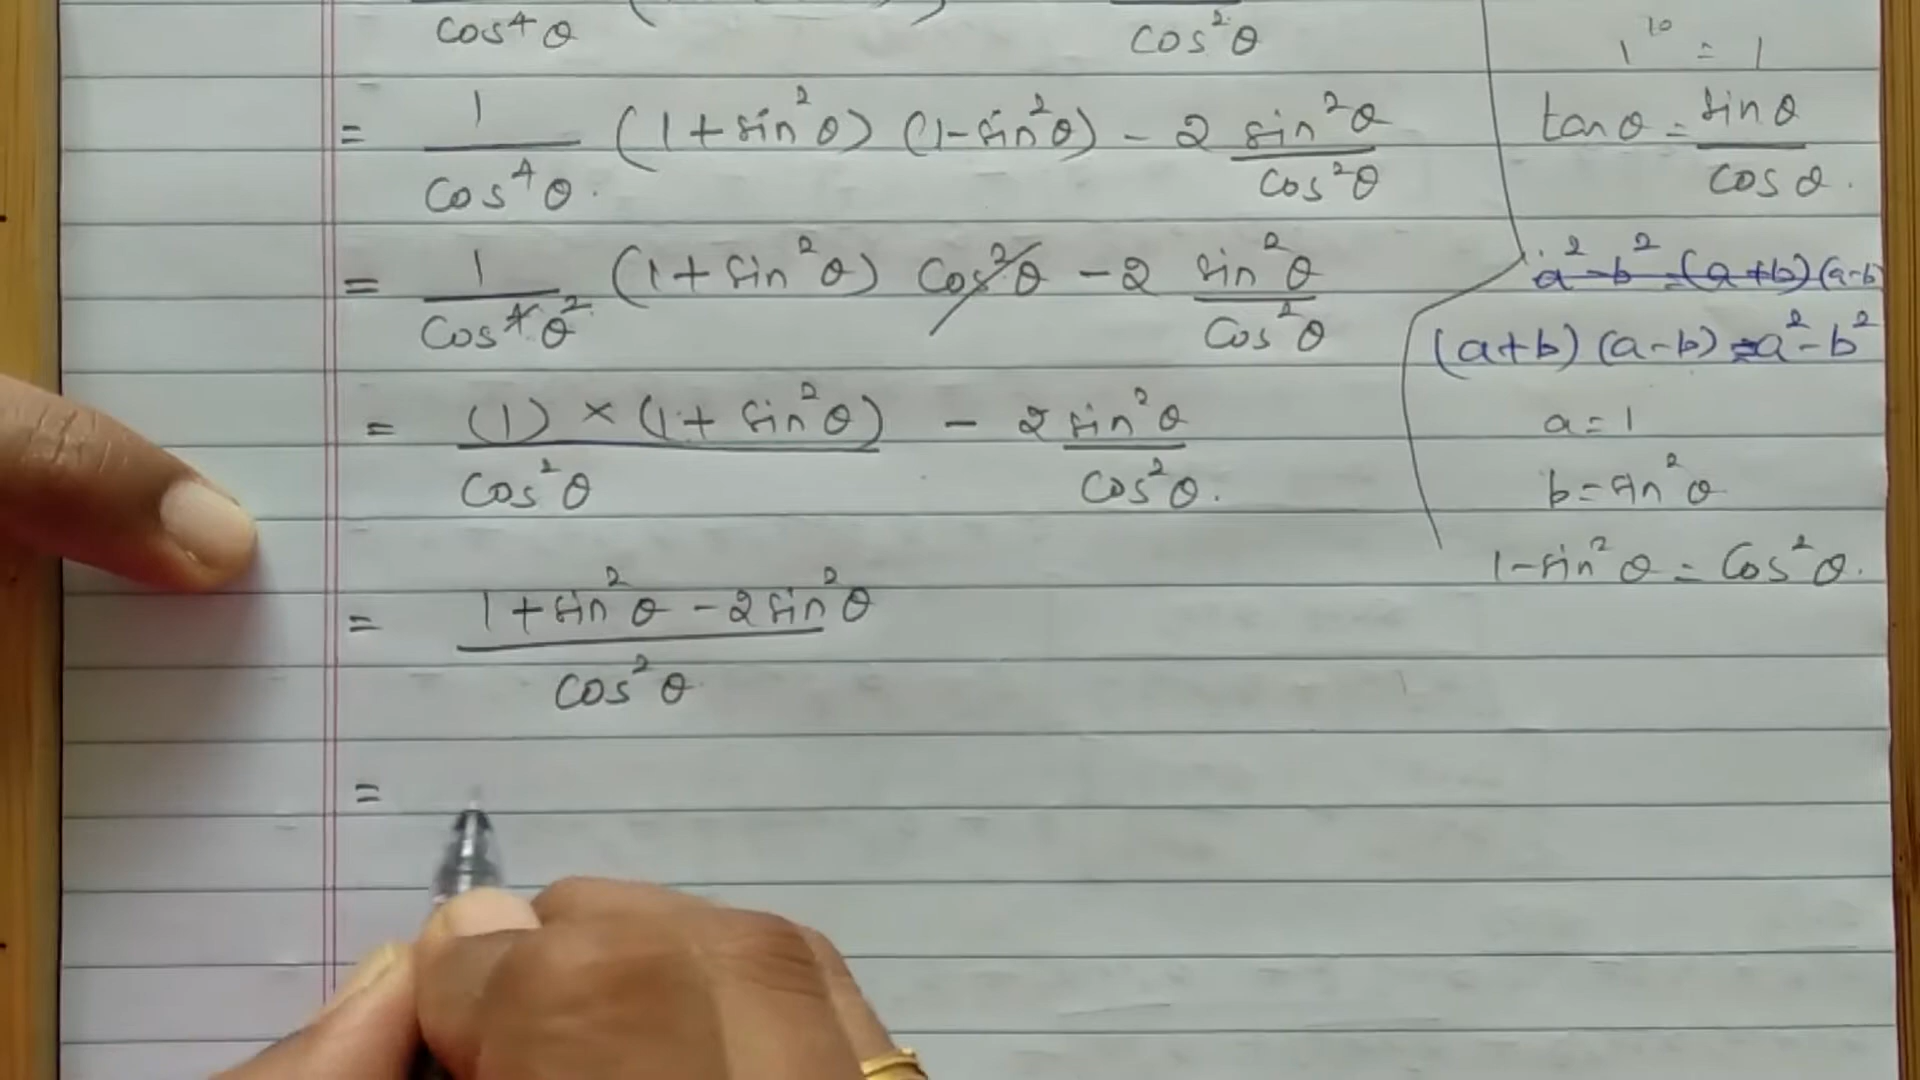 cos⁴θ cos²θ
= 1/cos⁴θ. (1+sin²θ) (1-sin²θ) - 2 sin²θ/cos²θ
= 1/cos⁴θ² (1+sin²θ) cos²θ - 2 sin²θ/cos²θ
= (1) × (1+ sin²θ)/cos²θ - 2 sin²θ/cos²θ.
= 1+sin²θ - 2 sin²θ/cos²θ
=
1¹⁰ = 1
tanθ = sinθ/cosθ.
a²-b² = (a+b)(a-b)
(a+b) (a-b) = a²-b²
a=1
b=sin²θ
1-sin²θ = cos²θ.